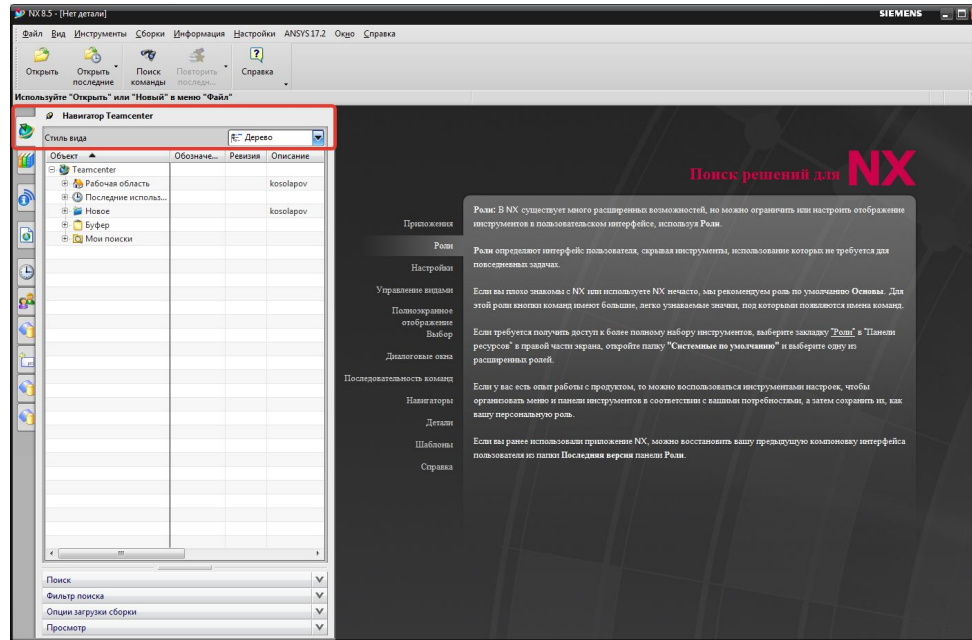 NX 8.5 - [Нет детали]
SIEMENS
Файл Вид Инструменты Сборки Информация Настройки ANSYS 17.2 Окно Справка
Открыть
Открыть последние
Поиск команды
Повторить последн...
Справка
Используйте "Открыть" или "Новый" в меню "Файл"
Навигатор Teamcenter
Стиль вида
Дерево
Объект Обозначе... Ревизия Описание
Teamcenter
Рабочая область kosolapov
Последние использ...
Новое kosolapov
Буфер
Мои поиски
Поиск
Фильтр поиска
Опции загрузки сборки
Просмотр
Поиск решений для NX
Приложения
Роли
Настройки
Управление видами
Полноэкранное
отображение
Выбор
Диалоговые окна
Последовательность команд
Навигаторы
Детали
Шаблоны
Справка
Роли: В NX существует много расширенных возможностей, но можно ограничить или настроить отображение
инструментов в пользовательском интерфейсе, используя Роли.
Роли определяют интерфейс пользователя, скрывая инструменты, использование которых не требуется для
повседневных задачах.
Если вы плохо знакомы с NX или используете NX нечасто, мы рекомендуем роль по умолчанию Основы. Для
этой роли кнопки команд имеют большие, легко узнаваемые значки, под которыми появляются имена команд.
Если требуется получить доступ к более полному набору инструментов, выберите закладку "Роли" в "Панели
ресурсов" в правой части экрана, откройте папку "Системные по умолчанию" и выберите одну из
расширенных ролей.
Если у вас есть опыт работы с продуктом, то можно воспользоваться инструментами настроек, чтобы
организовать меню и панели инструментов в соответствии с вашими потребностями, а затем сохранить их, как
вашу персональную роль.
Если вы ранее использовали приложение NX, можно восстановить вашу предыдущую компоновку интерфейса
пользователя из папки Последняя версия панели Роли.